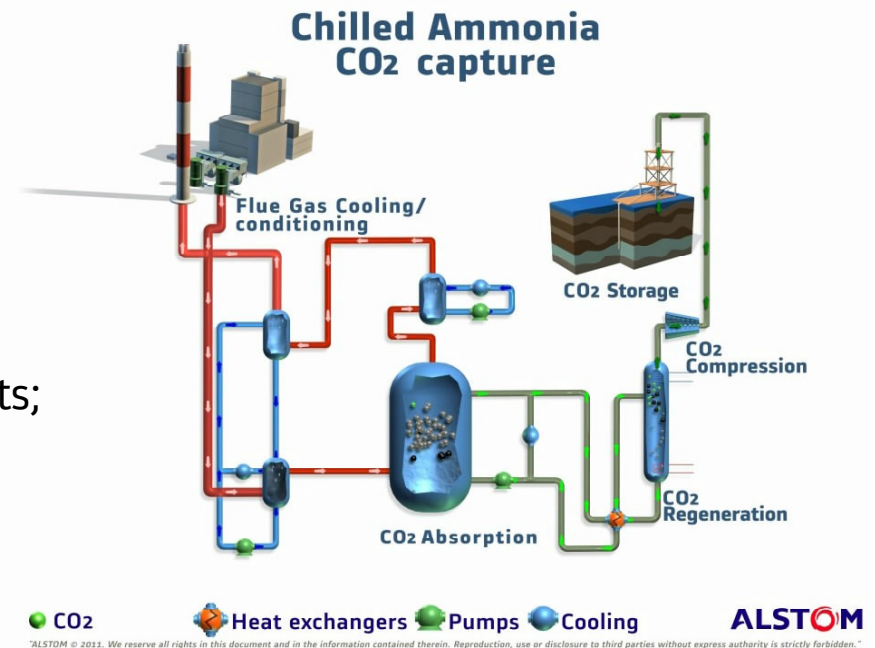 Chilled Ammonia
CO2 capture
Flue Gas Cooling/
conditioning
CO2 Storage
CO2
Compression
ts;
CO2
Regeneration
CO2 Absorption
CO2
Heat exchangers
Pumps
Cooling
ALSTOM
"ALSTOM © 2011. We reserve all rights in this document and in the information contained therein. Reproduction, use or disclosure to third parties without express authority is strictly forbidden."